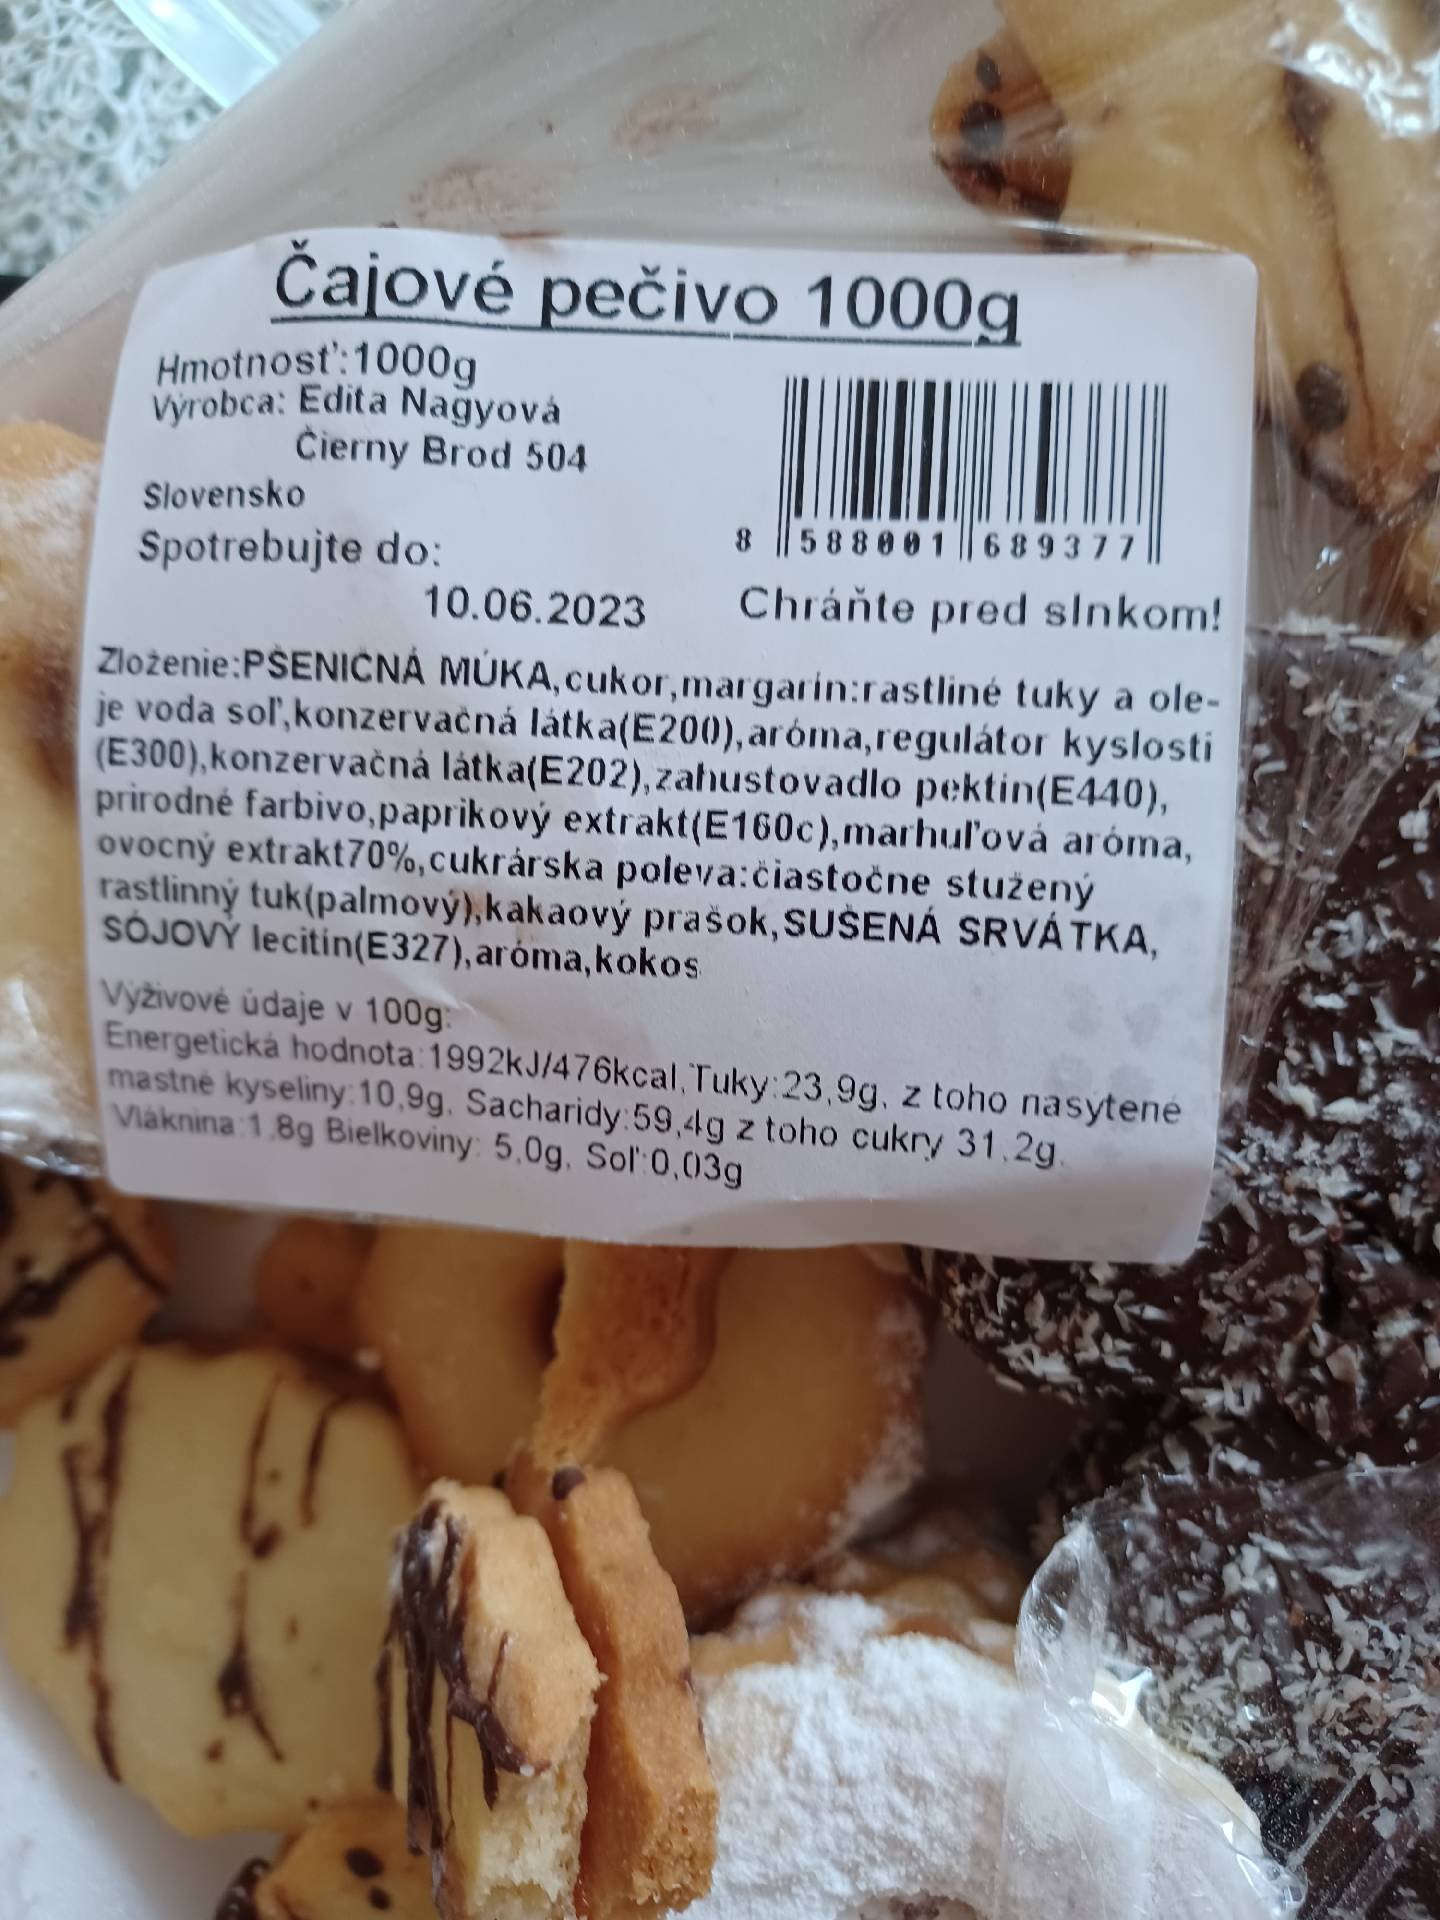 Čajové pečivo 1000g
Hmotnosť:1000g
Výrobca: Edita Nagyová
Čierny Brod 504
Slovensko
Spotrebujte do:
10.06.2023
8 588001 689377
Chráňte pred slnkom!
Zloženie:PŠENIČNÁ MÚKA,cukor,margarín:rastliné tuky a ole-
je voda soľ,konzervačná látka(E200),aróma,regulátor kyslosti
(E300),konzervačná látka(E202),zahustovadlo pektin(E440),
prirodné farbivo,paprikový extrakt(E160c),marhuľová aróma,
ovocný extrakt70%,cukrárska poleva:čiastočne stužený
rastlinný tuk(palmový),kakaový prašok,SUŠENÁ SRVÁTKA,
SÓJOVÝ lecitín(E327),aróma,kokos
Výživové údaje v 100g:
Energetická hodnota:1992kJ/476kcal,Tuky:23,9g, z toho nasýtené
mastné kyseliny:10,9g, Sacharidy:59,4g z toho cukry 31,2g.
Vláknina:1,8g Bielkoviny: 5,0g, Soľ:0,03g